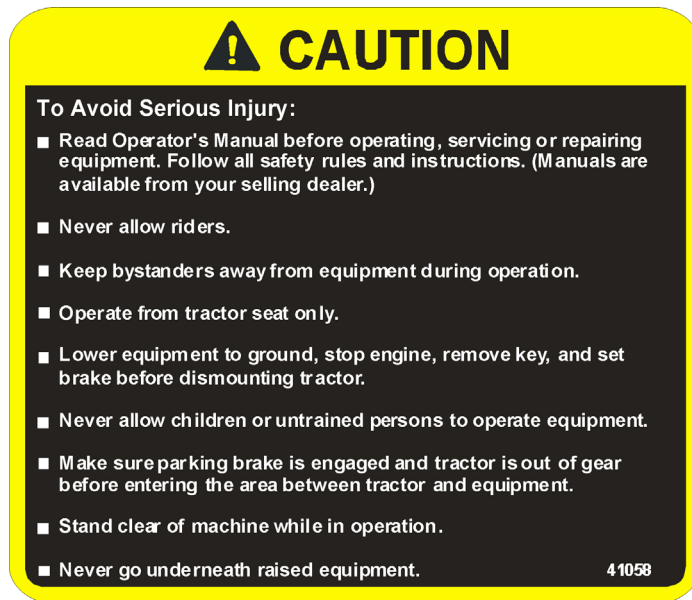 CAUTION
To Avoid Serious Injury:
■ Read Operator's Manual before operating, servicing or repairing
equipment. Follow all safety rules and instructions. (Manuals are
available from your selling dealer.)
■ Never allow riders.
■ Keep bystanders away from equipment during operation.
■ Operate from tractor seat only.
■ Lower equipment to ground, stop engine, remove key, and set
brake before dismounting tractor.
■ Never allow children or untrained persons to operate equipment.
■ Make sure parking brake is engaged and tractor is out of gear
before entering the area between tractor and equipment.
■ Stand clear of machine while in operation.
■ Never go underneath raised equipment. 41058